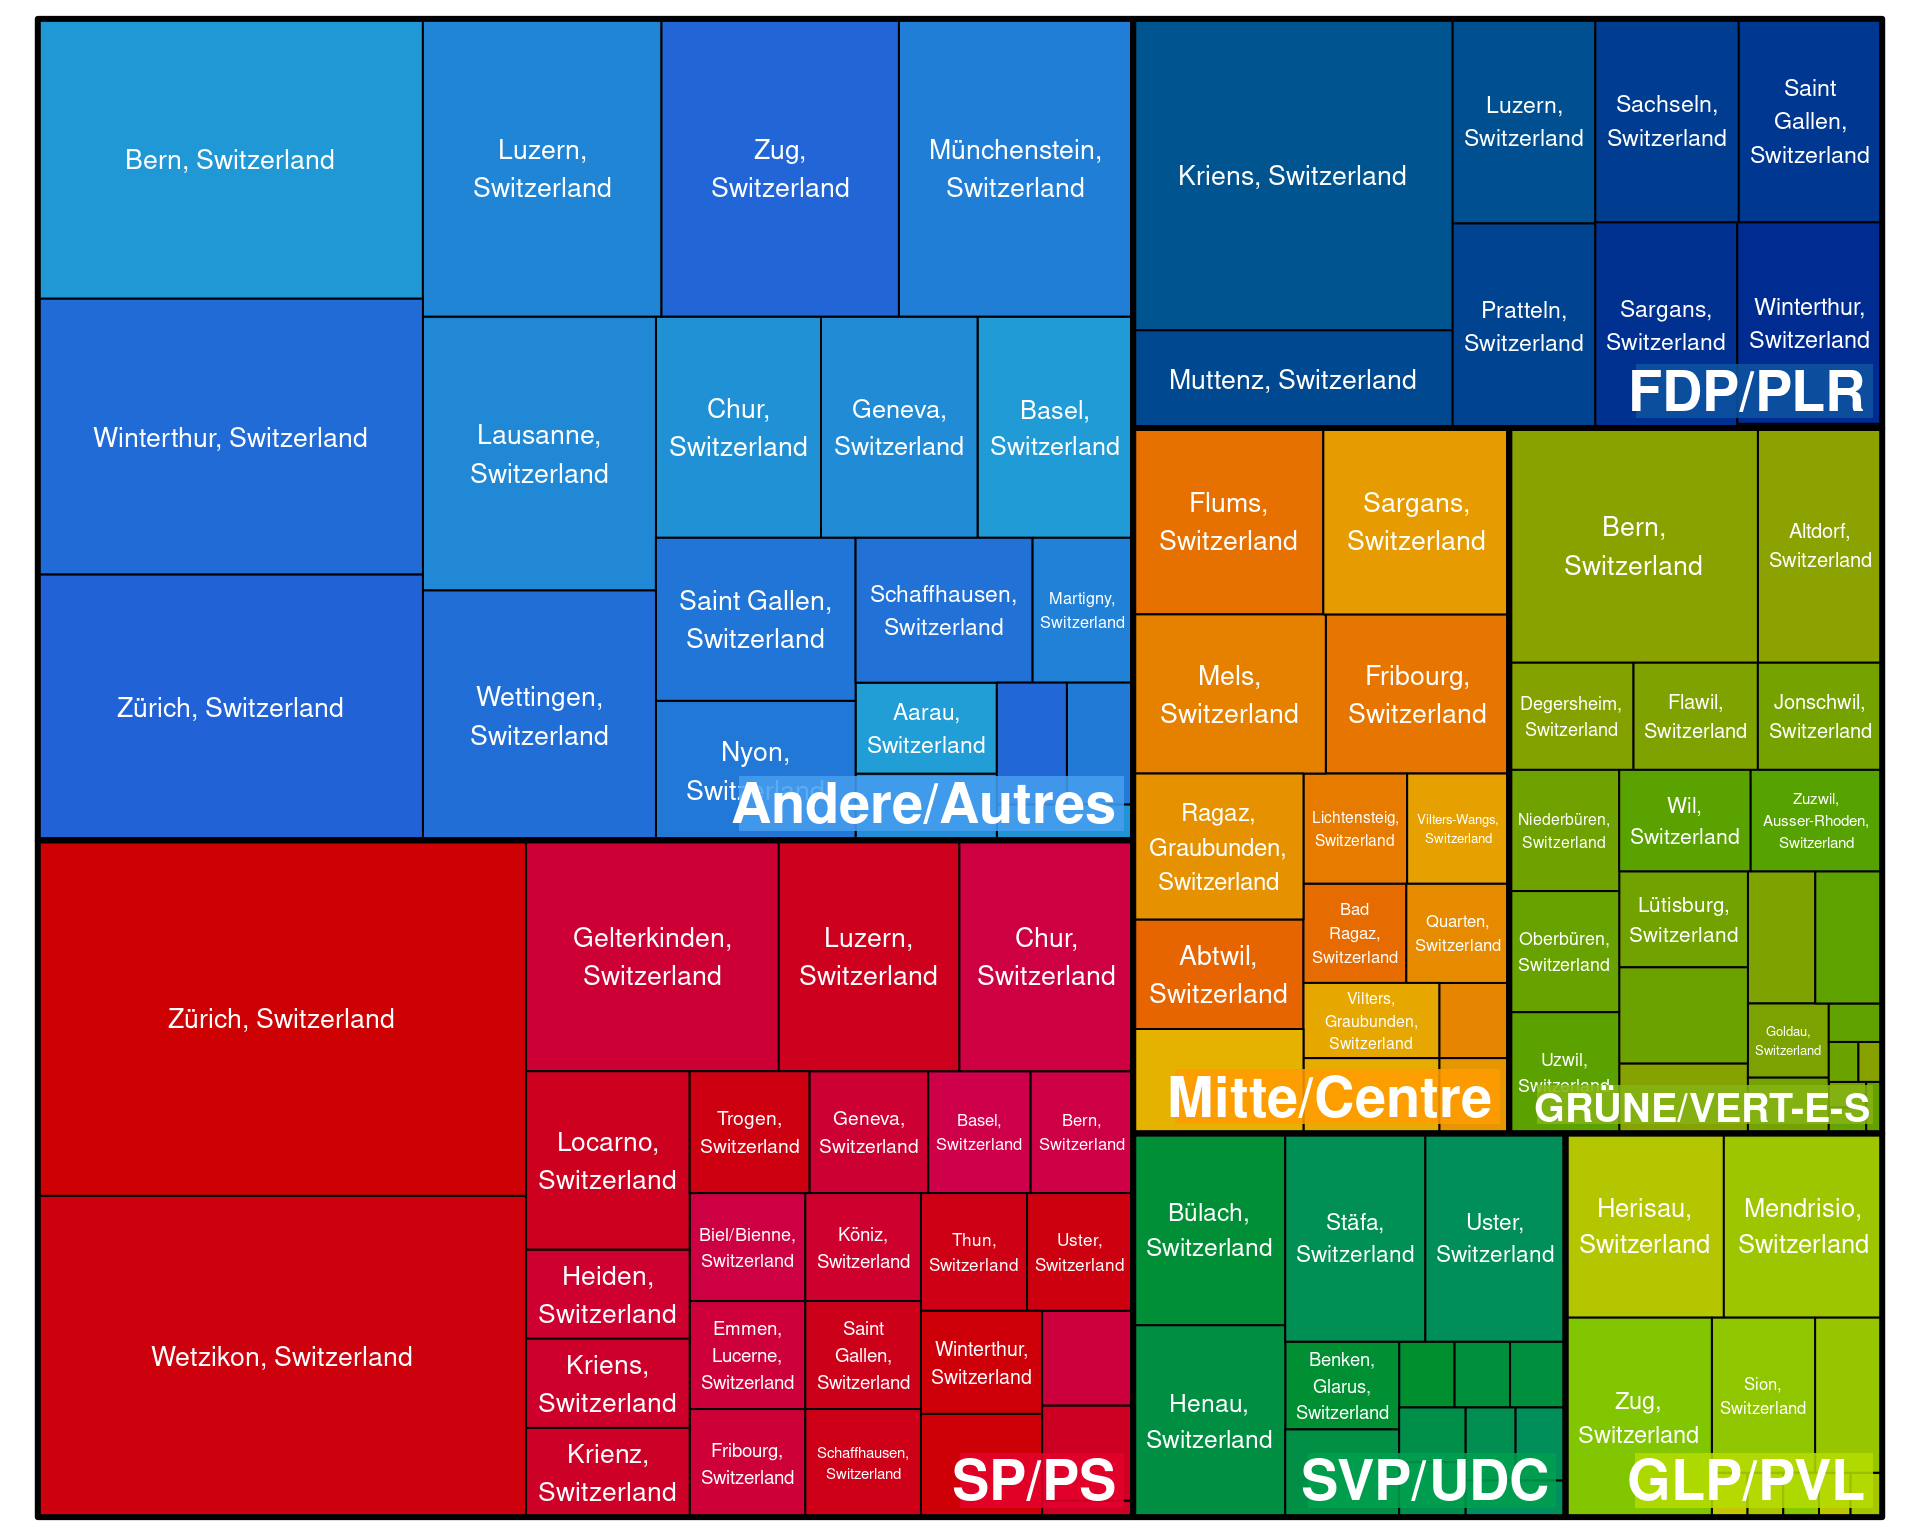 Bern, Switzerland
Winterthur, Switzerland
Zürich, Switzerland
Luzern,
Switzerland
Zug,
Switzerland
Münchenstein,
Switzerland
Lausanne,
Switzerland
Wettingen,
Switzerland
Chur,
Switzerland
Geneva,
Switzerland
Basel,
Switzerland
Saint Gallen,
Switzerland
Schaffhausen,
Switzerland
Martigny,
Switzerland
Nyon,
Switzerland
Aarau,
Switzerland
Andere/Autres
Kriens, Switzerland
Muttenz, Switzerland
Luzern,
Switzerland
Sachseln,
Switzerland
Saint
Gallen,
Switzerland
Pratteln,
Switzerland
Sargans,
Switzerland
Winterthur,
Switzerland
FDP/PLR
Zürich, Switzerland
Wetzikon, Switzerland
Gelterkinden,
Switzerland
Luzern,
Switzerland
Chur,
Switzerland
Locarno,
Switzerland
Heiden,
Switzerland
Kriens,
Switzerland
Krienz,
Switzerland
Trogen,
Switzerland
Geneva,
Switzerland
Basel,
Switzerland
Bern,
Switzerland
Biel/Bienne,
Switzerland
Köniz,
Switzerland
Thun,
Switzerland
Uster,
Switzerland
Emmen,
Lucerne,
Switzerland
Saint
Gallen,
Switzerland
Winterthur,
Switzerland
Fribourg,
Switzerland
Schaffhausen,
Switzerland
SP/PS
Flums,
Switzerland
Sargans,
Switzerland
Mels,
Switzerland
Fribourg,
Switzerland
Ragaz,
Graubunden,
Switzerland
Lichtensteig,
Switzerland
Vilters-Wangs,
Switzerland
Abtwil,
Switzerland
Bad
Ragaz,
Switzerland
Quarten,
Switzerland
Vilters,
Graubunden,
Switzerland
Mitte/Centre
Bern,
Switzerland
Altdorf,
Switzerland
Degersheim,
Switzerland
Flawil,
Switzerland
Jonschwil,
Switzerland
Niederbüren,
Switzerland
Wil,
Switzerland
Zuzwil,
Ausser-Rhoden,
Switzerland
Oberbüren,
Switzerland
Lütisburg,
Switzerland
Uzwil,
Switzerland
Goldau,
Switzerland
GRÜNE/VERT-E-S
Bülach,
Switzerland
Henau,
Switzerland
Stäfa,
Switzerland
Uster,
Switzerland
Benken,
Glarus,
Switzerland
SVP/UDC
Herisau,
Switzerland
Mendrisio,
Switzerland
Zug,
Switzerland
Sion,
Switzerland
GLP/PVL